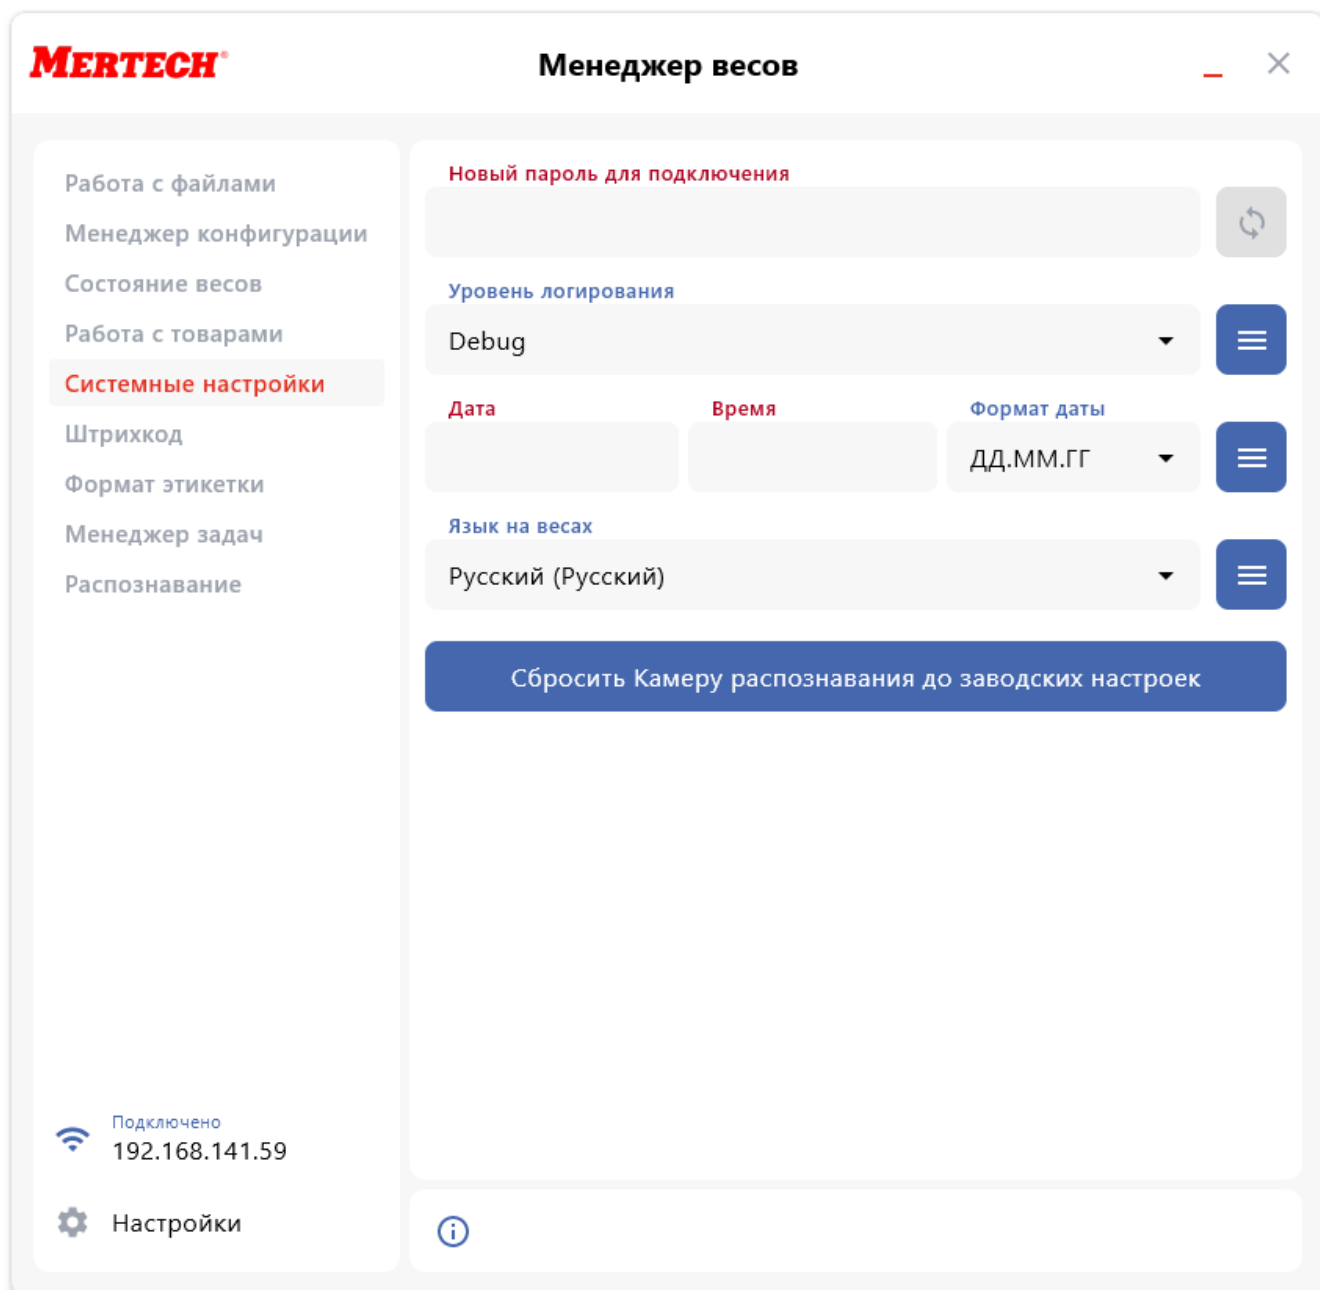 MERTECH®
Менеджер весов
Работа с файлами
Менеджер конфигурации
Состояние весов
Работа с товарами
Системные настройки
Штрихкод
Формат этикетки
Менеджер задач
Распознавание
Подключено
192.168.141.59
Настройки
Новый пароль для подключения
Уровень логирования
Debug
Дата Время Формат даты
ДД.ММ.ГГ
Язык на весах
Русский (Русский)
Сбросить Камеру распознавания до заводских настроек